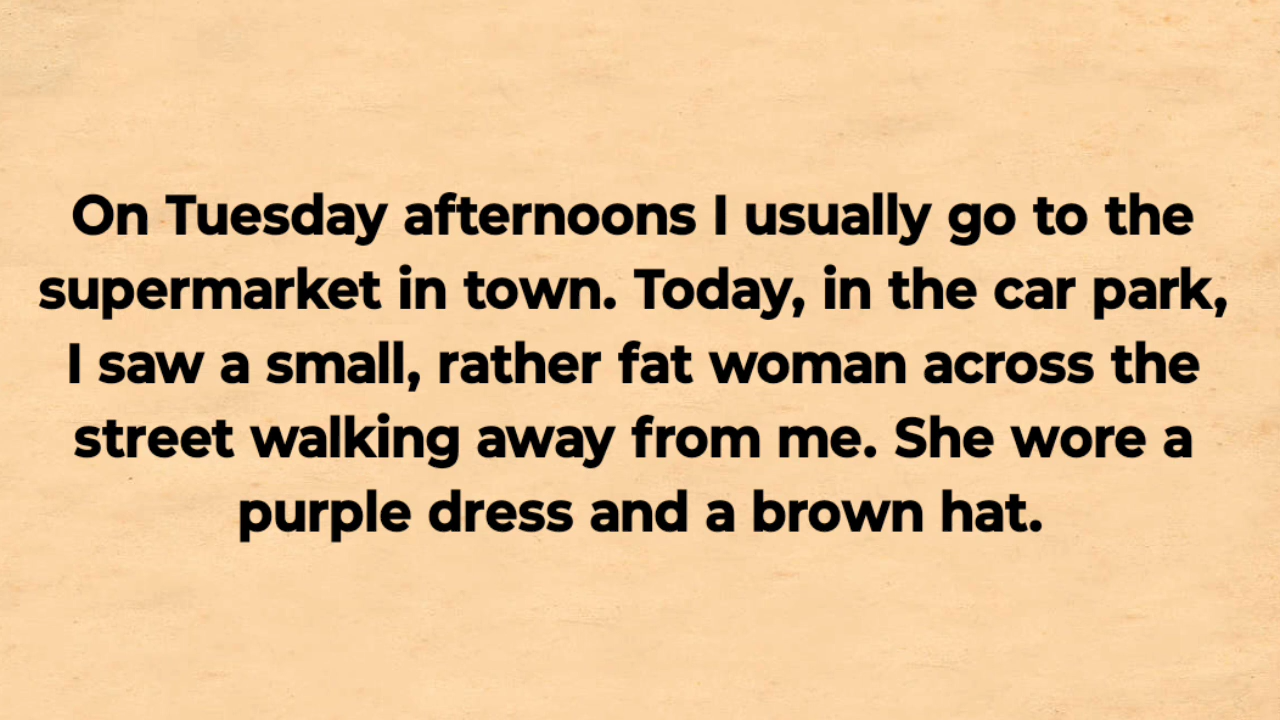 On Tuesday afternoons I usually go to the
supermarket in town. Today, in the car park,
I saw a small, rather fat woman across the
street walking away from me. She wore a
purple dress and a brown hat.